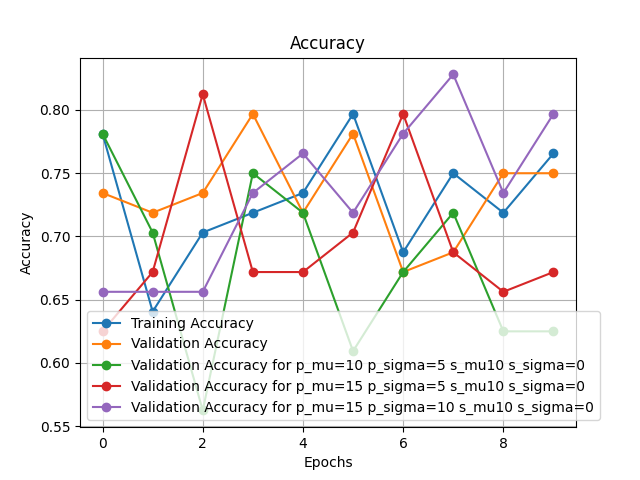 Accuracy
0.80
0.75
0.70
0.65
0.60
0.55
Accuracy
Training Accuracy
Validation Accuracy
Validation Accuracy for p_mu=10 p_sigma=5 s_mu10 s_sigma=0
Validation Accuracy for p_mu=15 p_sigma=5 s_mu10 s_sigma=0
Validation Accuracy for p_mu=15 p_sigma=10 s_mu10 s_sigma=0
0 2 4 6 8
Epochs